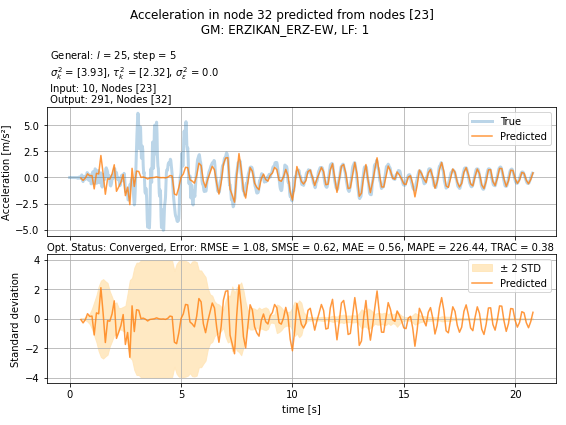 Acceleration in node 32 predicted from nodes [23]
GM: ERZIKAN_ERZ-EW, LF: 1
General: l = 25, step = 5
σ²ₖ = [3.93], τ²ₖ = [2.32], σ²ε = 0.0
Input: 10, Nodes [23]
Output: 291, Nodes [32]
Acceleration [m/s²]
5.0
2.5
0.0
−2.5
−5.0
True
Predicted
Opt. Status: Converged, Error: RMSE = 1.08, SMSE = 0.62, MAE = 0.56, MAPE = 226.44, TRAC = 0.38
Standard deviation
4
2
0
−2
−4
± 2 STD
Predicted
0 5 10 15 20
time [s]